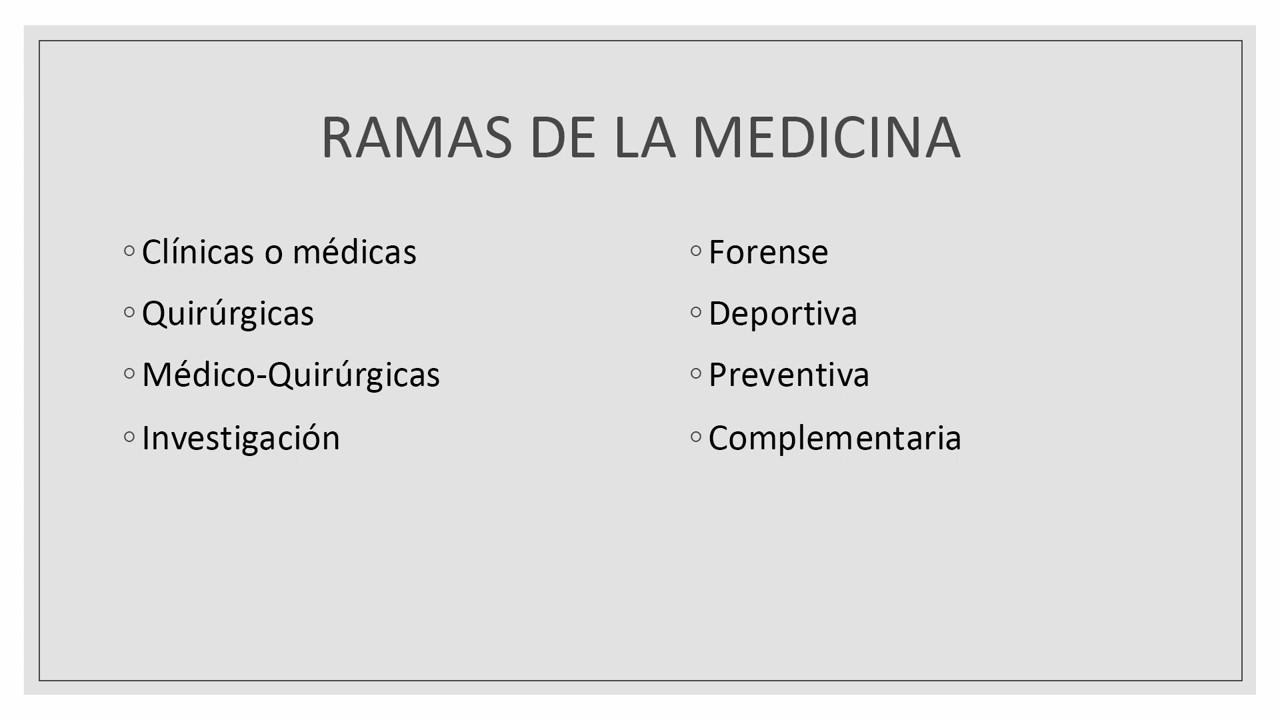 RAMAS DE LA MEDICINA
◦ Clínicas o médicas
◦ Quirúrgicas
◦ Médico-Quirúrgicas
◦ Investigación
◦ Forense
◦ Deportiva
◦ Preventiva
◦ Complementaria